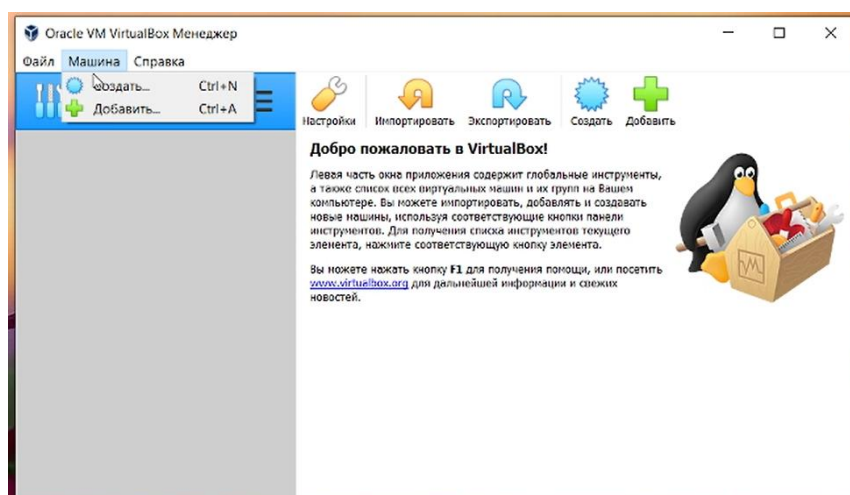 Oracle VM VirtualBox Менеджер
Файл Машина Справка
Создать... Ctrl+N
Добавить... Ctrl+A
Настройки Импортировать Экспортировать Создать Добавить
Добро пожаловать в VirtualBox!
Левая часть окна приложения содержит глобальные инструменты,
а также список всех виртуальных машин и их групп на Вашем
компьютере. Вы можете импортировать, добавлять и создавать
новые машины, используя соответствующие кнопки панели
инструментов. Для получения списка инструментов текущего
элемента, нажмите соответствующую кнопку элемента.
Вы можете нажать кнопку F1 для получения помощи, или посетить
www.virtualbox.org для дальнейшей информации и свежих
новостей.